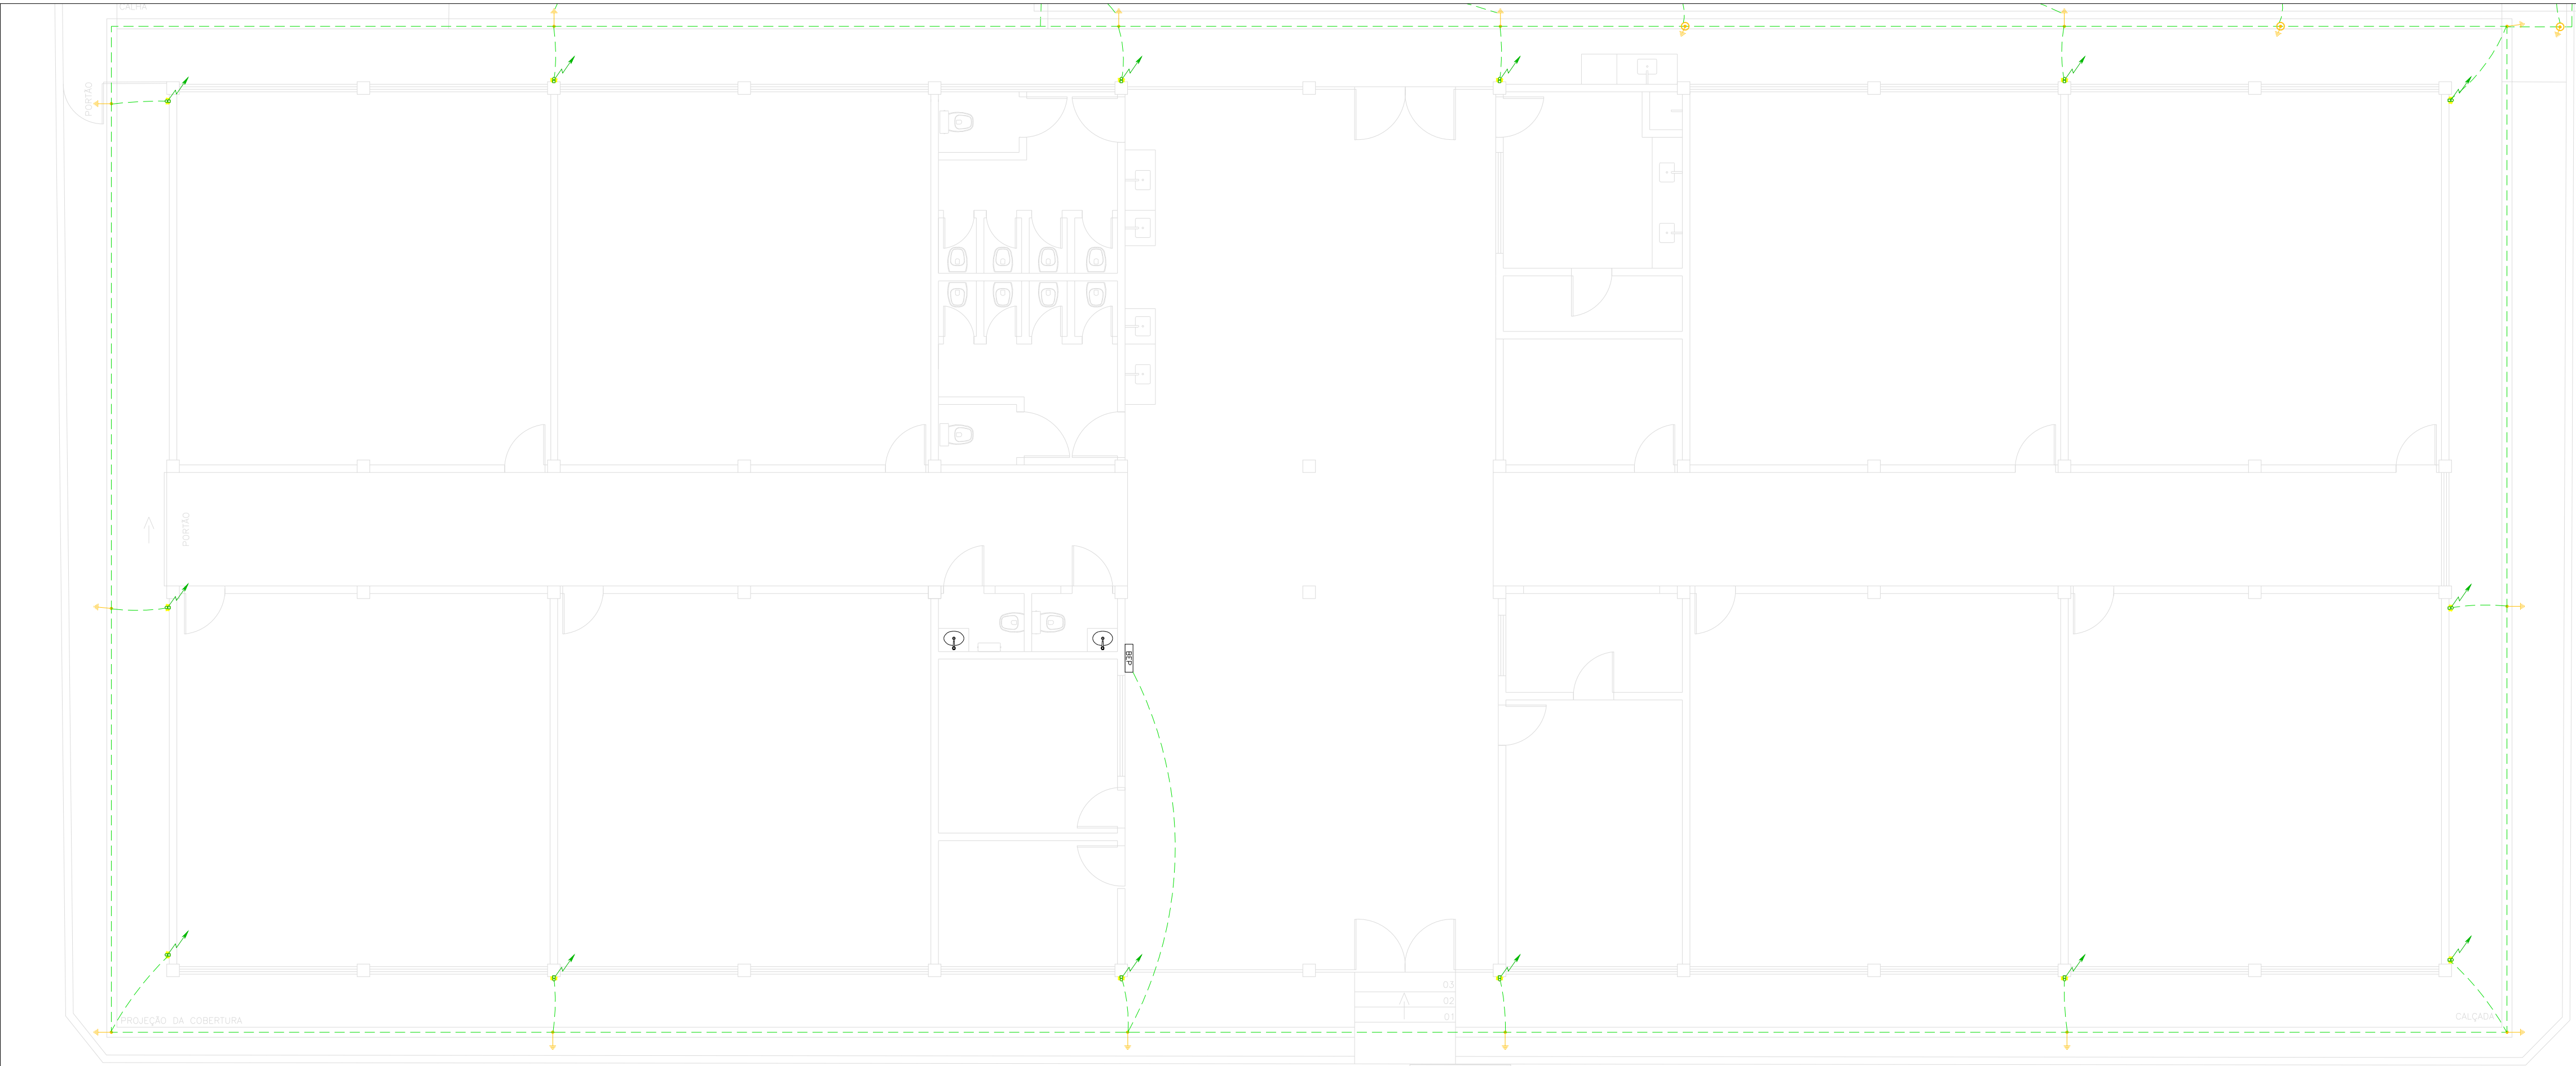 CALHA
PORTÃO
PORTÃO
BEP
03
02
01
PROJEÇÃO DA COBERTURA
CALÇADA